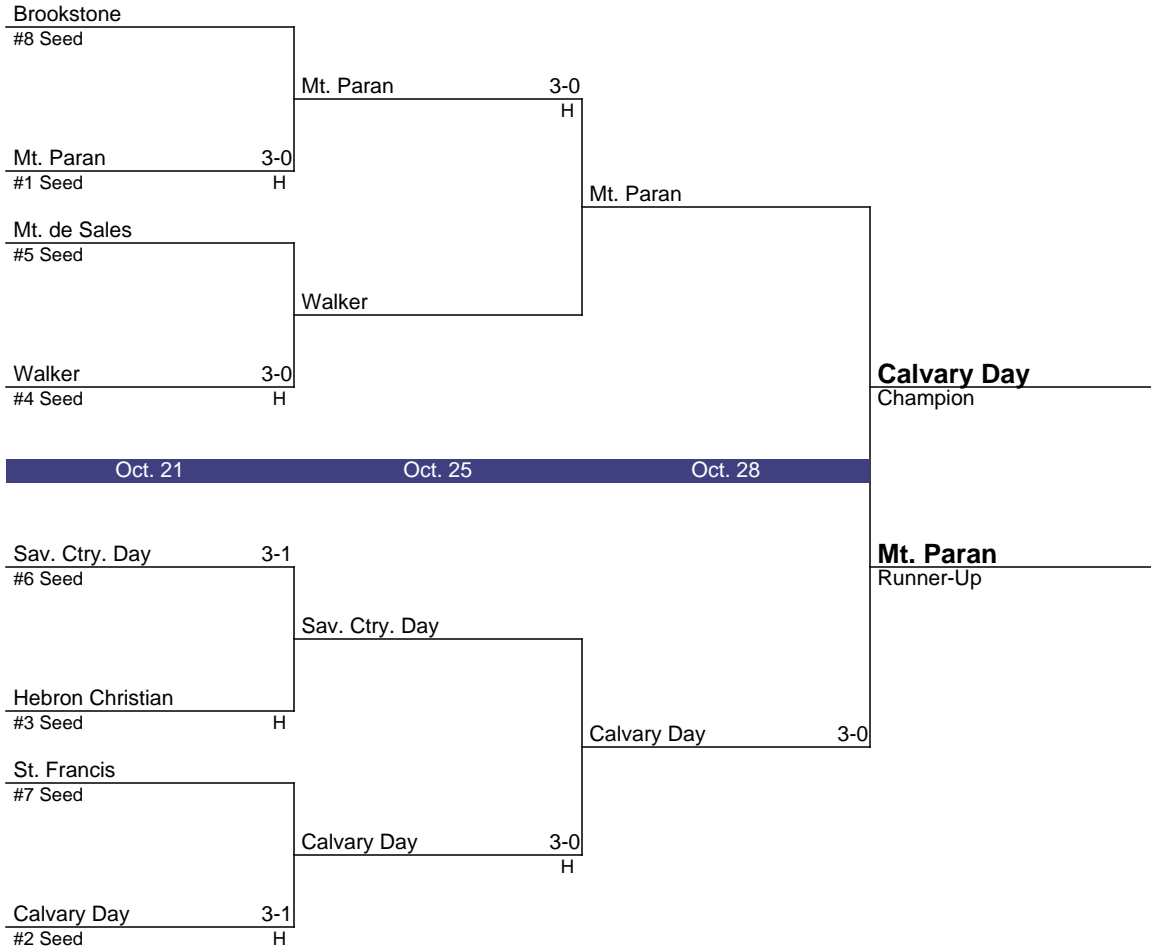 Brookstone
#8 Seed
Mt. Paran 3-0
H
Mt. Paran 3-0
#1 Seed H
Mt. Paran
Mt. de Sales
#5 Seed
Walker
Walker 3-0
#4 Seed H
Calvary Day
Champion
Oct. 21 Oct. 25 Oct. 28
Sav. Ctry. Day 3-1
#6 Seed
Mt. Paran
Runner-Up
Sav. Ctry. Day
Hebron Christian
#3 Seed H
Calvary Day 3-0
St. Francis
#7 Seed
Calvary Day 3-0
H
Calvary Day 3-1
#2 Seed H